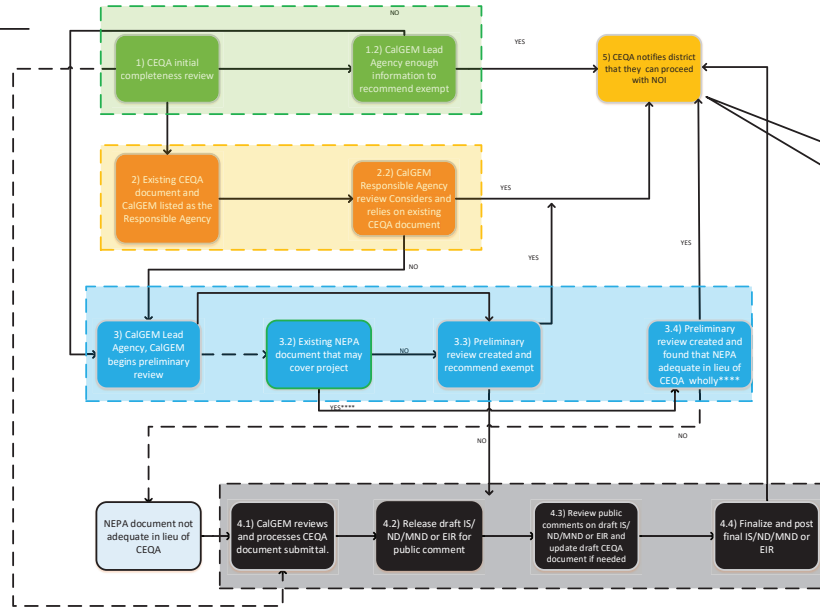 NO
1) CEQA initial
completeness review
1.2) CalGEM Lead
Agency enough
information to
recommend exempt
YES
5) CEQA notifies district
that they can proceed
with NOI
2) Existing CEQA
document and
CalGEM listed as the
Responsible Agency
2.2) CalGEM
Responsible Agency
review Considers and
relies on existing
CEQA document
YES
NO
YES
YES
3) CalGEM Lead
Agency, CalGEM
begins preliminary
review
3.2) Existing NEPA
document that may
cover project
NO
3.3) Preliminary
review created and
recommend exempt
3.4) Preliminary
review created and
found that NEPA
adequate in lieu of
CEQA wholly****
YES****
NO
NO
NEPA document not
adequate in lieu of
CEQA
4.1) CalGEM reviews
and processes CEQA
document submittal.
4.2) Release draft IS/
ND/MND or EIR for
public comment
4.3) Review public
comments on draft IS/
ND/MND or EIR and
update draft CEQA
document if needed
4.4) Finalize and post
final IS/ND/MND or
EIR